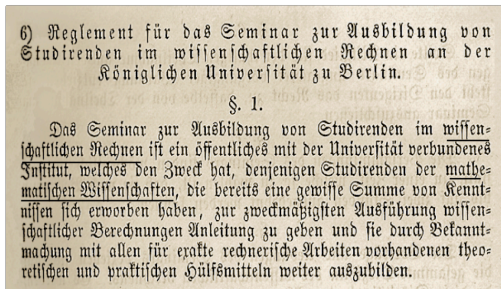 6) Reglement für das Seminar zur Ausbildung von
Studirenden im wissenschaftlichen Rechnen an der
Königlichen Universität zu Berlin.
§. 1.
Das Seminar zur Ausbildung von Studirenden im wissen-
schaftlichen Rechnen ist ein öffentliches mit der Universität verbundenes
Institut, welches den Zweck hat, denjenigen Studirenden der mathe-
matischen Wissenschaften, die bereits eine gewisse Summe von Kennt-
nissen sich erworben haben, zur zweckmäßigsten Ausführung wissen-
schaftlicher Berechnungen Anleitung zu geben und sie durch Bekannt-
machung mit allen für exakte rechnerische Arbeiten vorhandenen theo-
retischen und praktischen Hülfsmitteln weiter auszubilden.